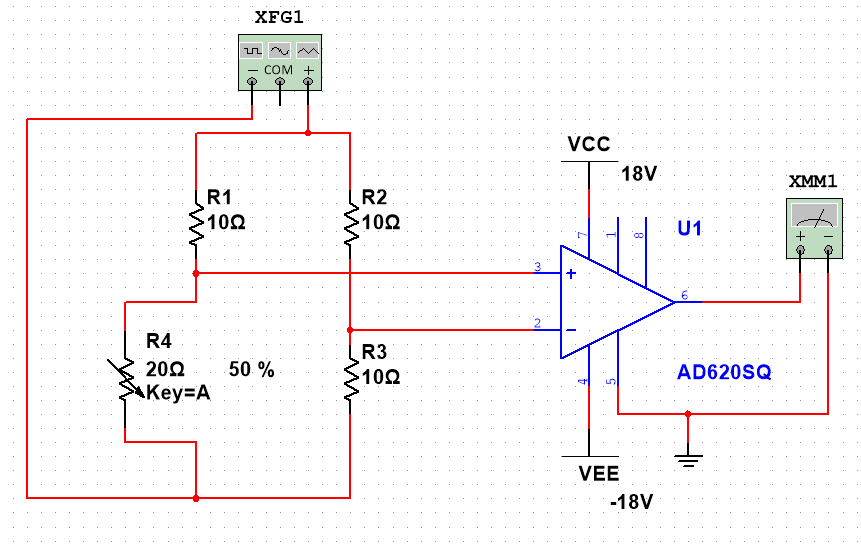 XFG1
COM
VCC
18V
XMM1
R1
10Ω
R2
10Ω
U1
7
1
8
3
6
2
R4
20Ω
Key=A
50 %
R3
10Ω
4
5
AD620SQ
VEE
-18V